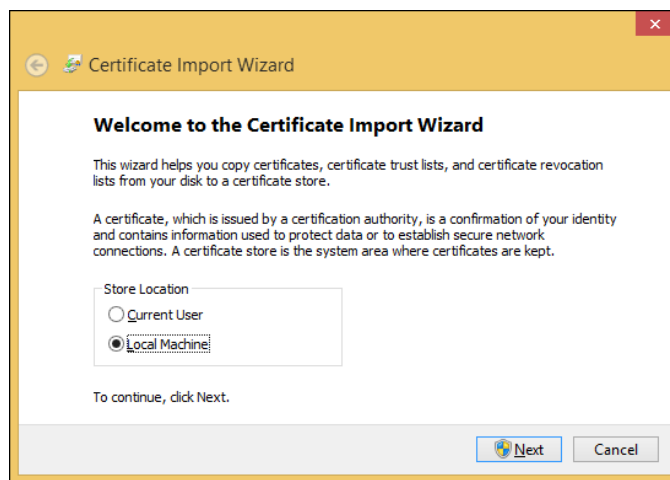 Certificate Import Wizard
Welcome to the Certificate Import Wizard
This wizard helps you copy certificates, certificate trust lists, and certificate revocation
lists from your disk to a certificate store.
A certificate, which is issued by a certification authority, is a confirmation of your identity
and contains information used to protect data or to establish secure network
connections. A certificate store is the system area where certificates are kept.
Store Location
Current User
Local Machine
To continue, click Next.
Next
Cancel